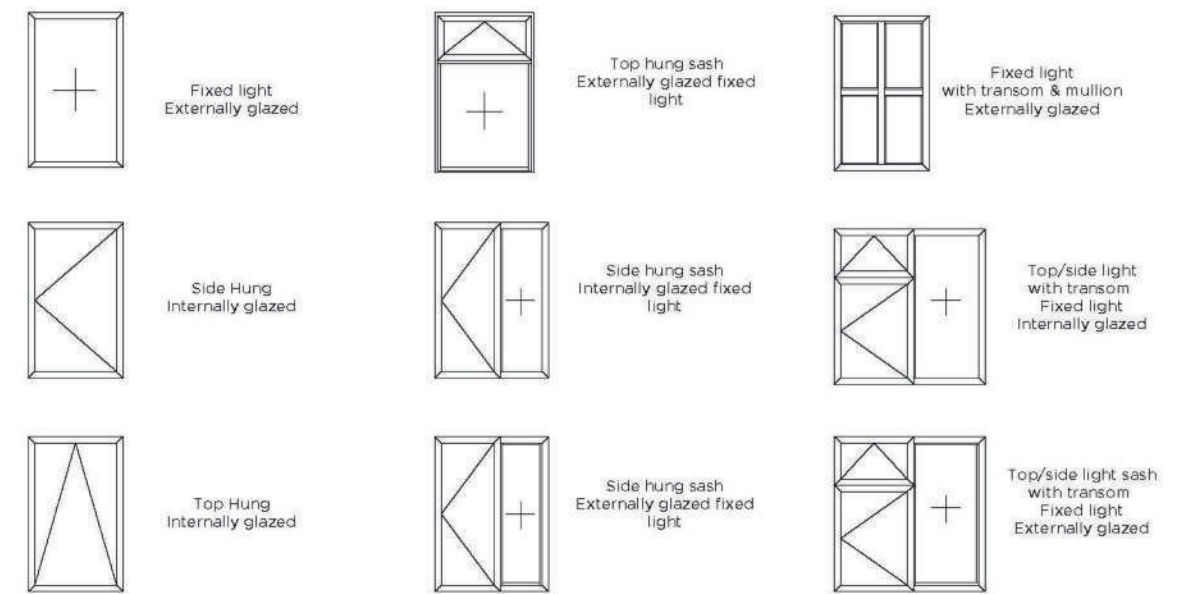 Fixed light
Externally glazed
Top hung sash
Externally glazed fixed
light
Fixed light
with transom & mullion
Externally glazed
Side Hung
Internally glazed
Side hung sash
Internally glazed fixed
light
Top/side light
with transom
Fixed light
Internally glazed
Top Hung
Internally glazed
Side hung sash
Externally glazed fixed
light
Top/side light sash
with transom
Fixed light
Externally glazed